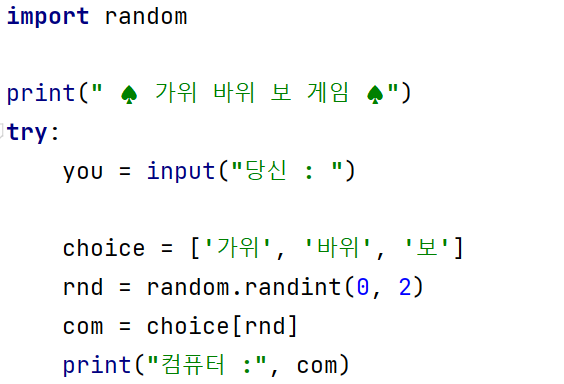 import random
print(" ♠ 가위 바위 보 게임 ♠")
try:
you = input("당신 : ")
choice = ['가위', '바위', '보']
rnd = random.randint(0, 2)
com = choice[rnd]
print("컴퓨터 :", com)